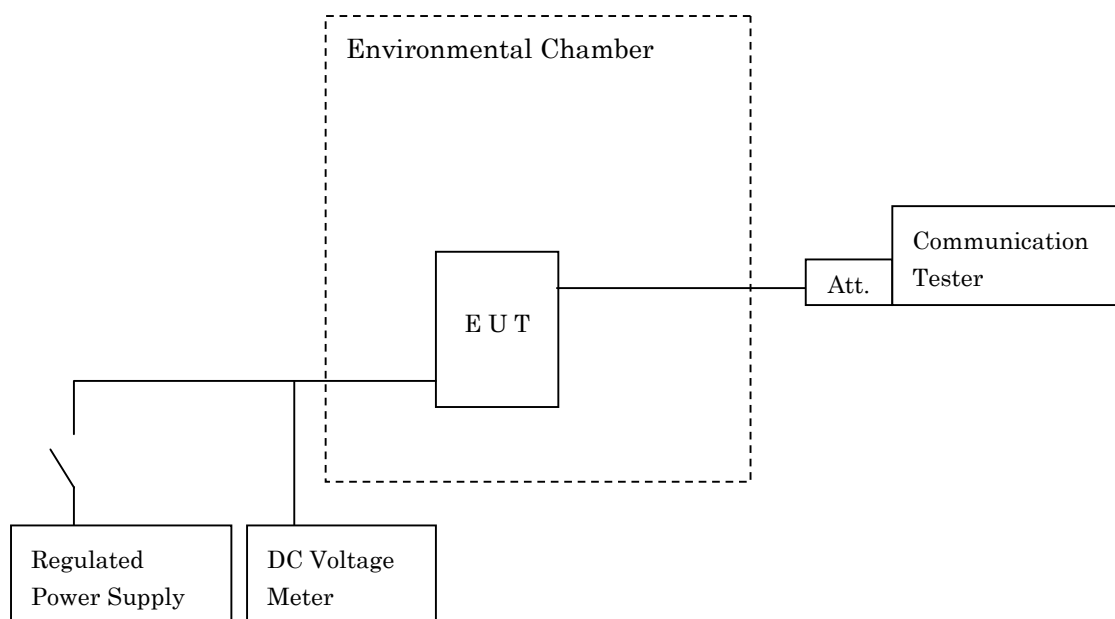 Environmental Chamber
Communication
Tester
Att.
E U T
Regulated
Power Supply
DC Voltage
Meter